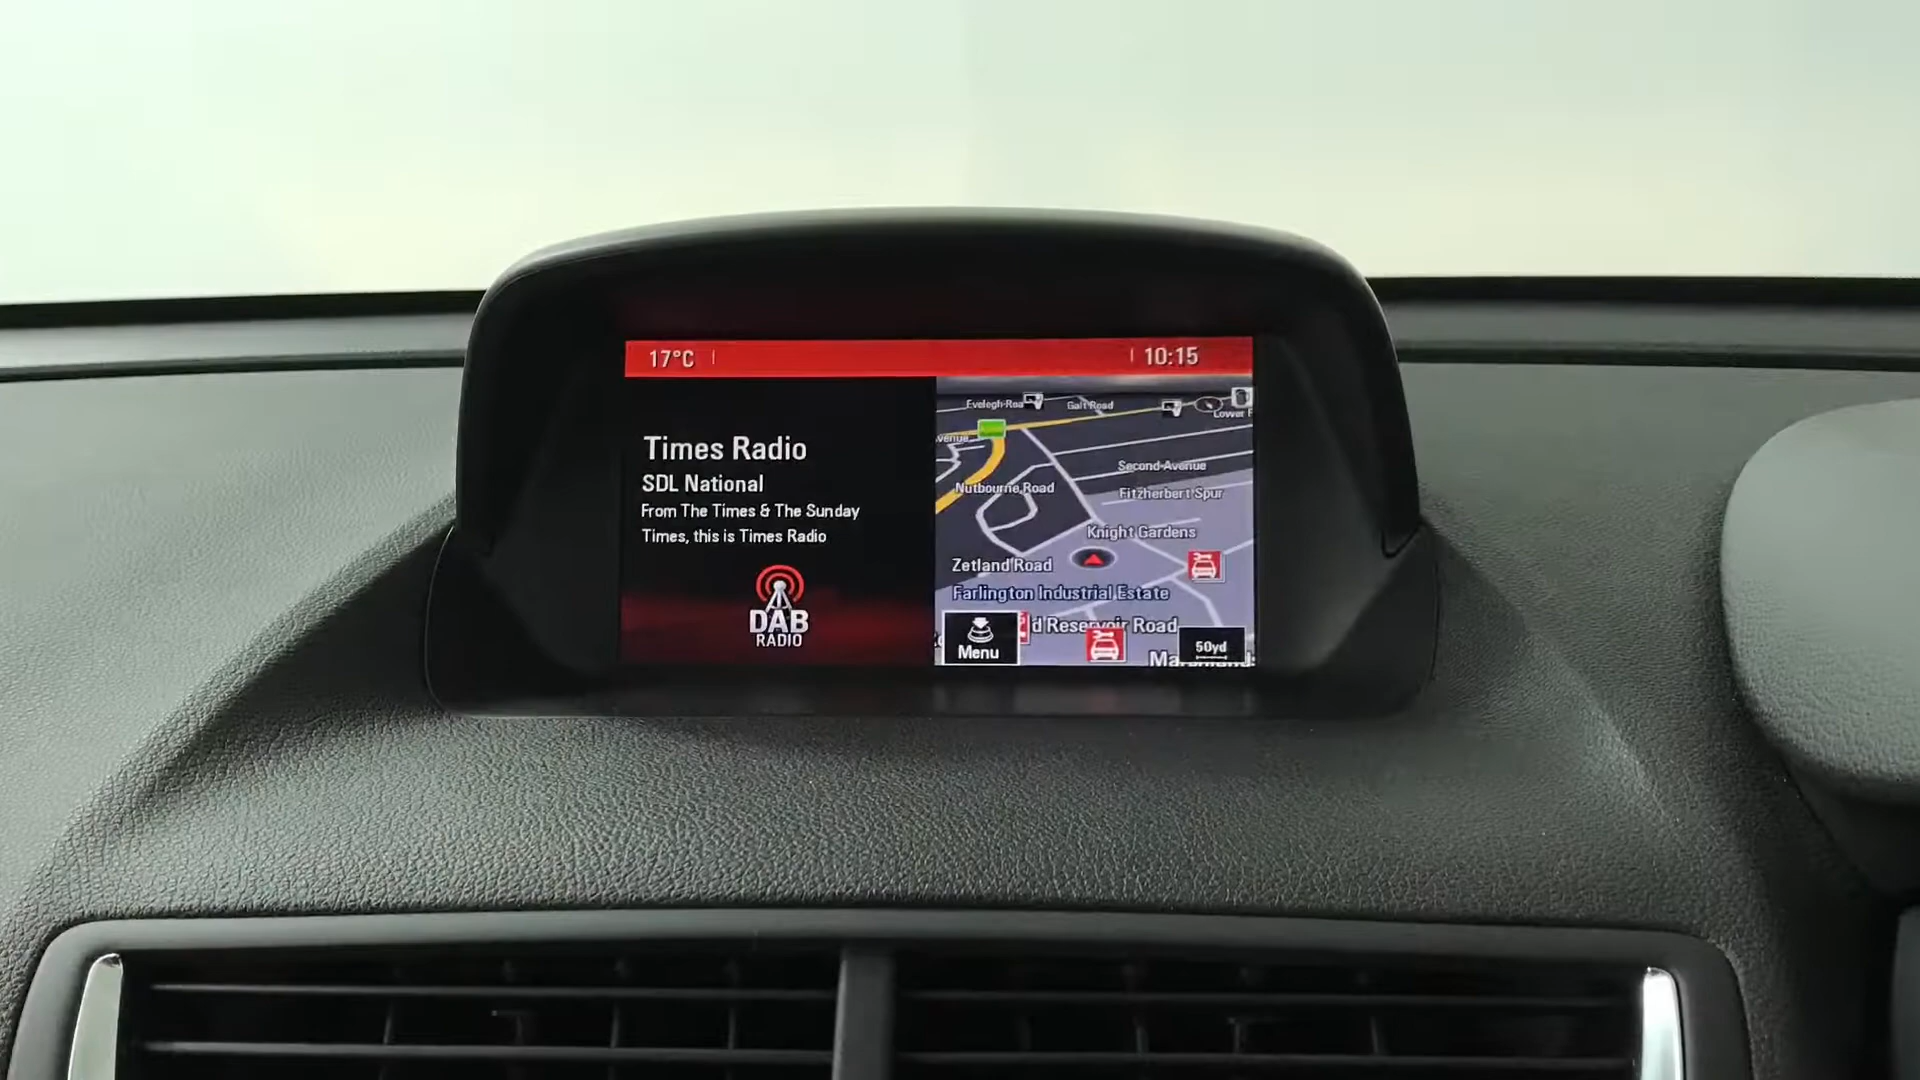 17°C
10:15
Times Radio
SDL National
From The Times & The Sunday
Times, this is Times Radio
DAB
RADIO
Galt Road
Second Avenue
Nutbourne Road
Fitzherbert Spur
Knight Gardens
Zetland Road
Farlington Industrial Estate
Reservoir Road
Menu
50yd